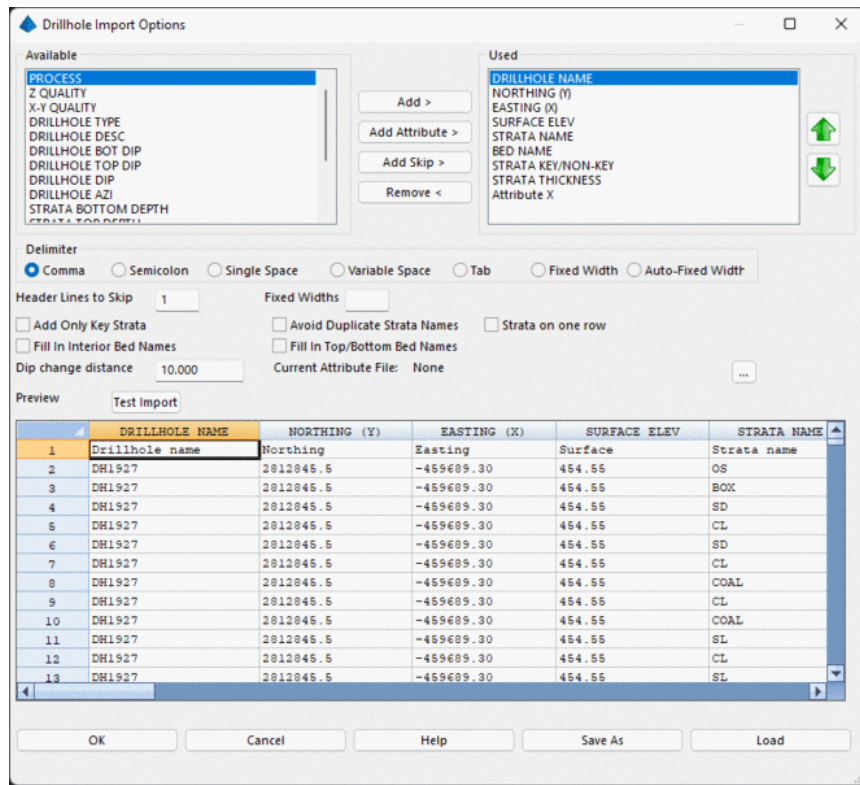 Drillhole Import Options
Available
PROCESS
Z QUALITY
X-Y QUALITY
DRILLHOLE TYPE
DRILLHOLE DESC
DRILLHOLE BOT DIP
DRILLHOLE TOP DIP
DRILLHOLE DIP
DRILLHOLE AZI
STRATA BOTTOM DEPTH
STRATA TOP DEPTH
Add >
Add Attribute >
Add Skip >
Remove <
Used
DRILLHOLE NAME
NORTHING (Y)
EASTING (X)
SURFACE ELEV
STRATA NAME
BED NAME
STRATA KEY/NON-KEY
STRATA THICKNESS
Attribute X
Delimiter
Comma Semicolon Single Space Variable Space Tab Fixed Width Auto-Fixed Width
Header Lines to Skip 1 Fixed Widths
Add Only Key Strata Avoid Duplicate Strata Names Strata on one row
Fill In Interior Bed Names Fill In Top/Bottom Bed Names
Dip change distance 10.000 Current Attribute File: None ...
Preview Test Import
DRILLHOLE NAME NORTHING (Y) EASTING (X) SURFACE ELEV STRATA NAME
1 Drillhole name Northing Easting Surface Strata name
2 DH1927 2812845.5 -459689.30 454.55 OS
3 DH1927 2812845.5 -459689.30 454.55 BOX
4 DH1927 2812845.5 -459689.30 454.55 SD
5 DH1927 2812845.5 -459689.30 454.55 CL
6 DH1927 2812845.5 -459689.30 454.55 SD
7 DH1927 2812845.5 -459689.30 454.55 CL
8 DH1927 2812845.5 -459689.30 454.55 COAL
9 DH1927 2812845.5 -459689.30 454.55 CL
10 DH1927 2812845.5 -459689.30 454.55 COAL
11 DH1927 2812845.5 -459689.30 454.55 SL
12 DH1927 2812845.5 -459689.30 454.55 CL
13 DH1927 2812845.5 -459689.30 454.55 SL
OK Cancel Help Save As Load